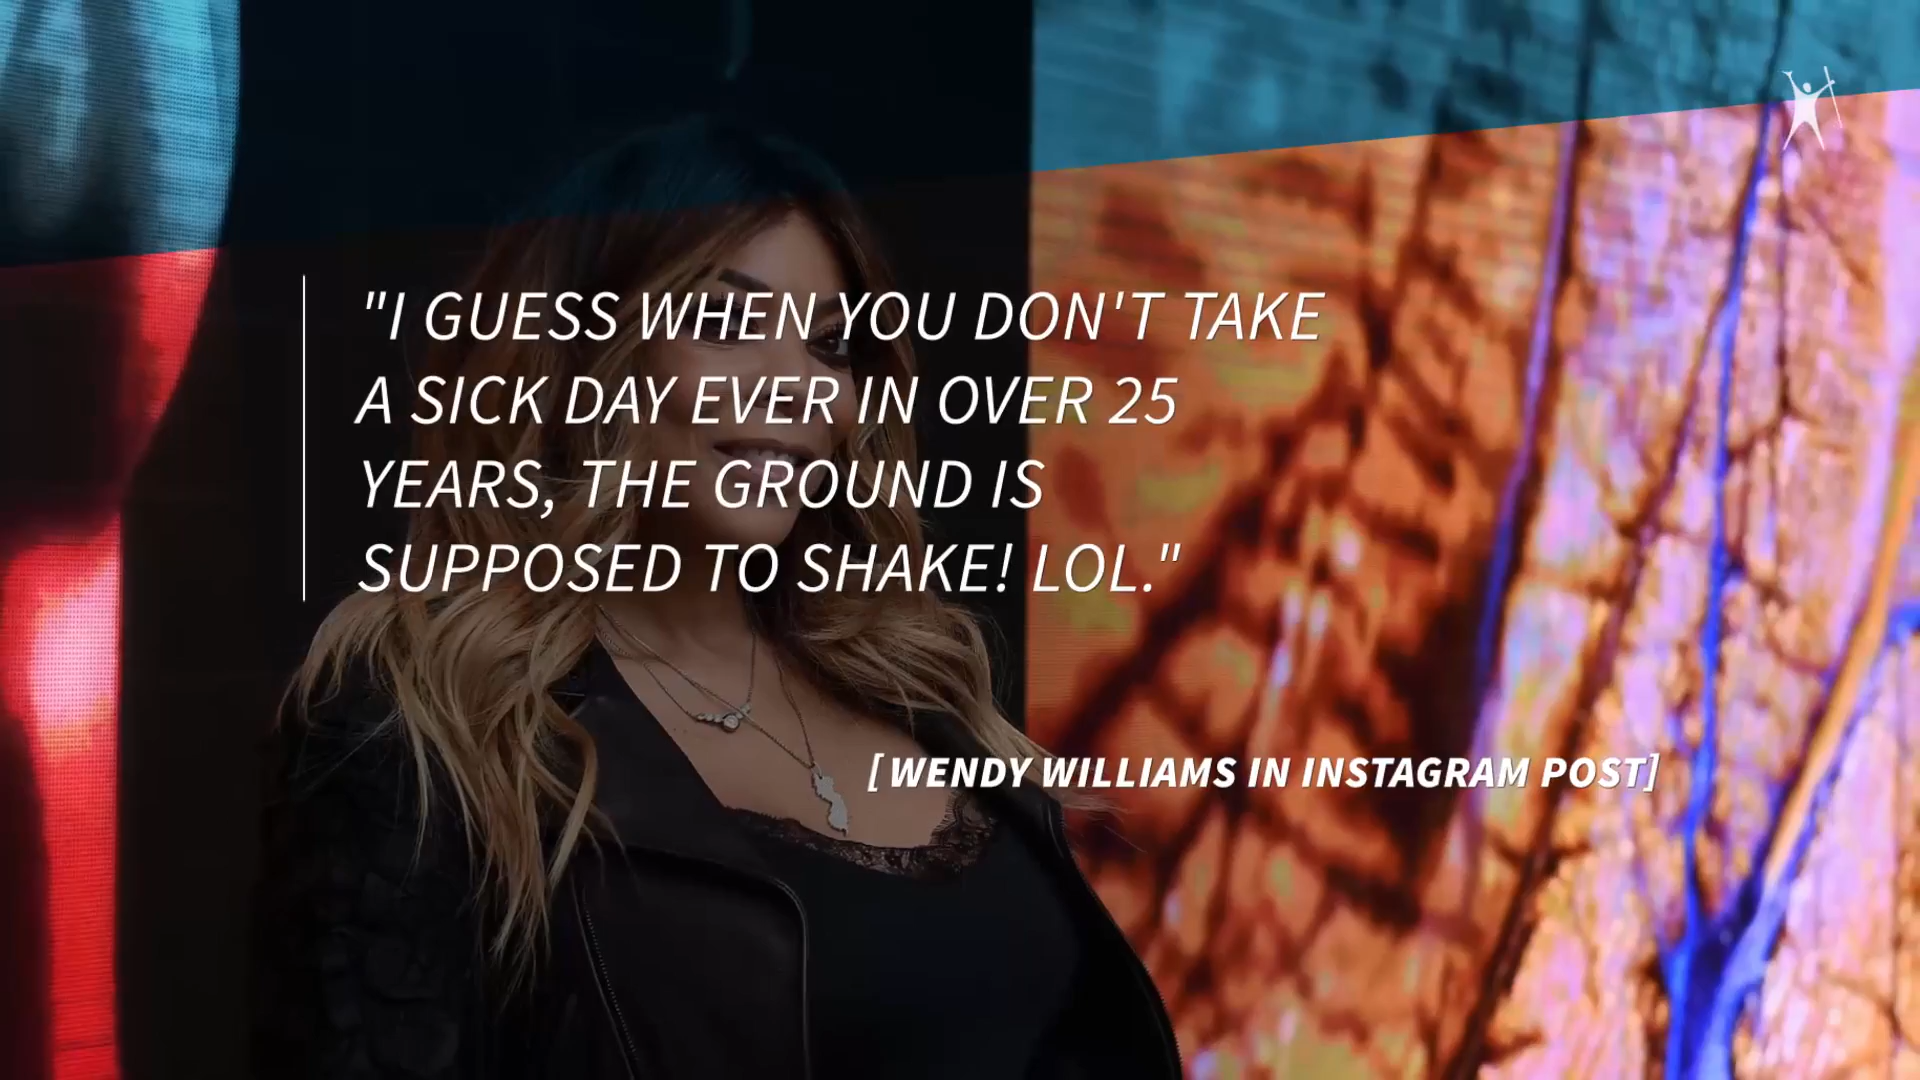 "I GUESS WHEN YOU DON'T TAKE
A SICK DAY EVER IN OVER 25
YEARS, THE GROUND IS
SUPPOSED TO SHAKE! LOL."
[WENDY WILLIAMS IN INSTAGRAM POST]